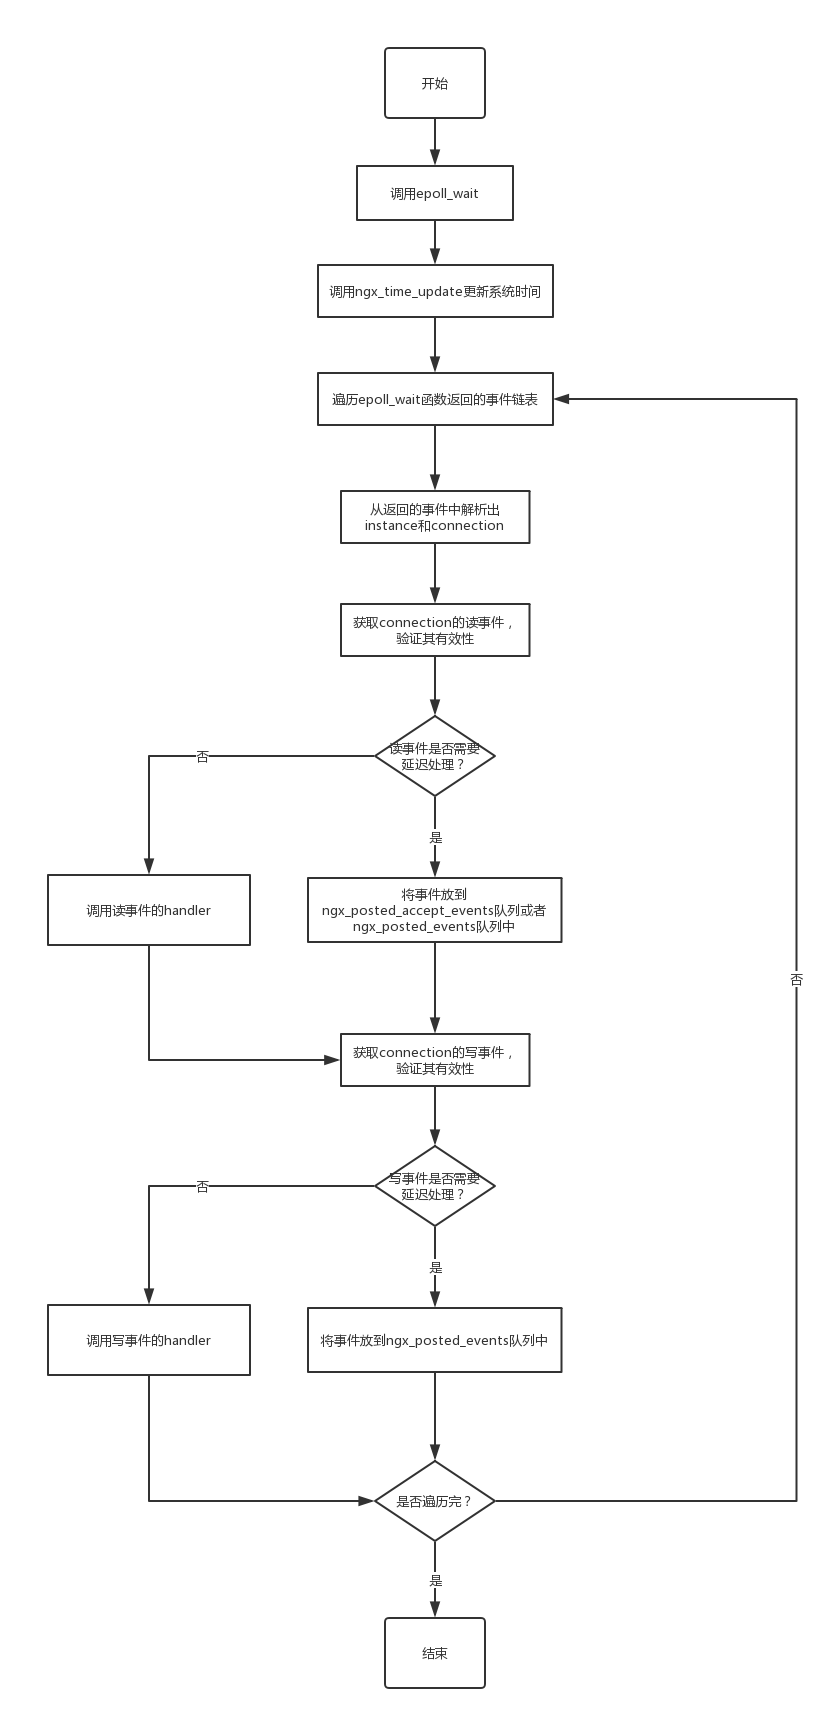 开始
调用epoll_wait
调用ngx_time_update更新系统时间
遍历epoll_wait函数返回的事件链表
从返回的事件中解析出
instance和connection
获取connection的读事件，
验证其有效性
读事件是否需要
延迟处理？
否
是
调用读事件的handler
将事件放到
ngx_posted_accept_events队列或者
ngx_posted_events队列中
否
获取connection的写事件，
验证其有效性
写事件是否需要
延迟处理？
否
是
调用写事件的handler
将事件放到ngx_posted_events队列中
是否遍历完？
是
结束